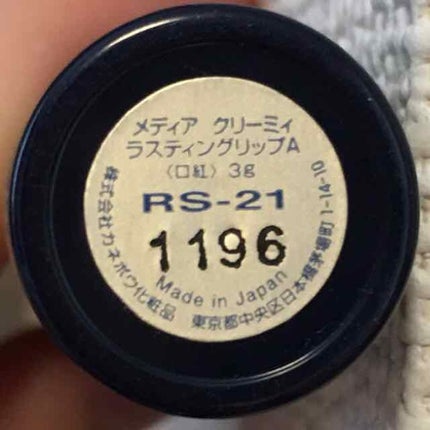 メディア クリーミィ
ラスティングリップA
〈口紅〉 3g
RS-21
1196
Made in Japan
株式会社カネボウ化粧品 東京都中央区日本橋茅場町1-14-10